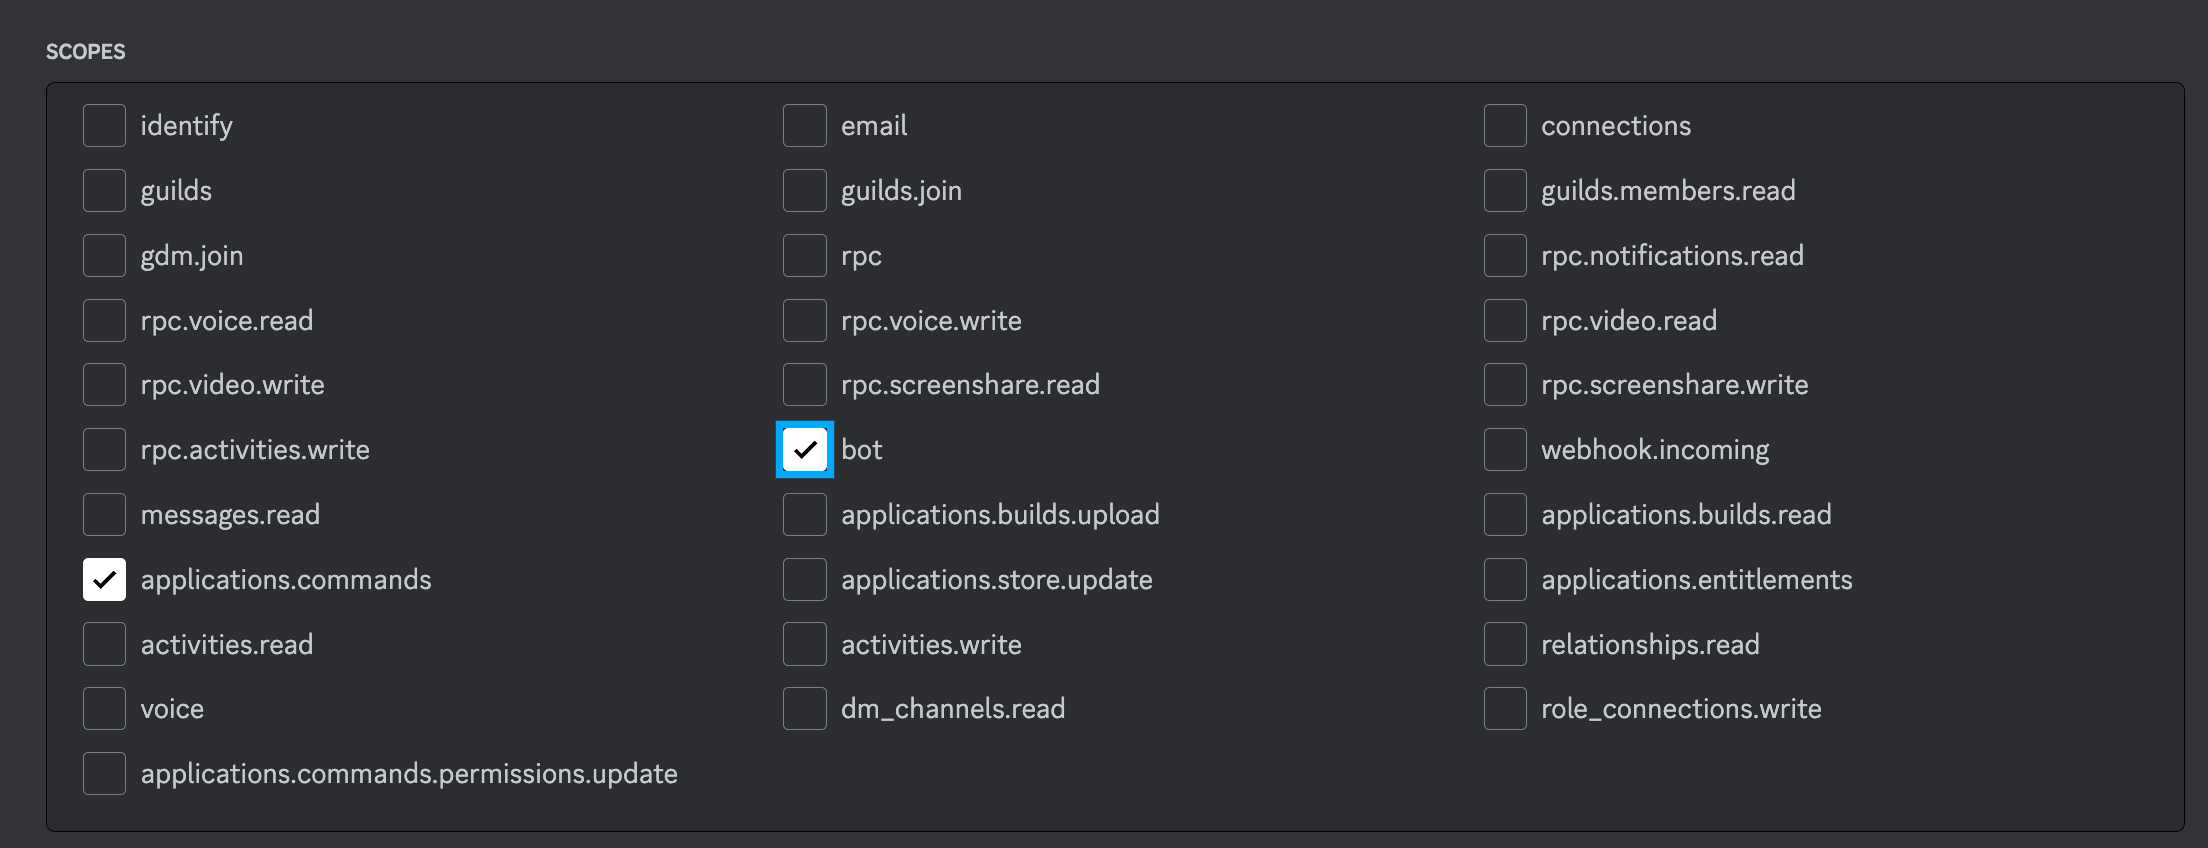 SCOPES
identify
email
connections
guilds
guilds.join
guilds.members.read
gdm.join
rpc
rpc.notifications.read
rpc.voice.read
rpc.voice.write
rpc.video.read
rpc.video.write
rpc.screenshare.read
rpc.screenshare.write
rpc.activities.write
bot
webhook.incoming
messages.read
applications.builds.upload
applications.builds.read
applications.commands
applications.store.update
applications.entitlements
activities.read
activities.write
relationships.read
voice
dm_channels.read
role_connections.write
applications.commands.permissions.update